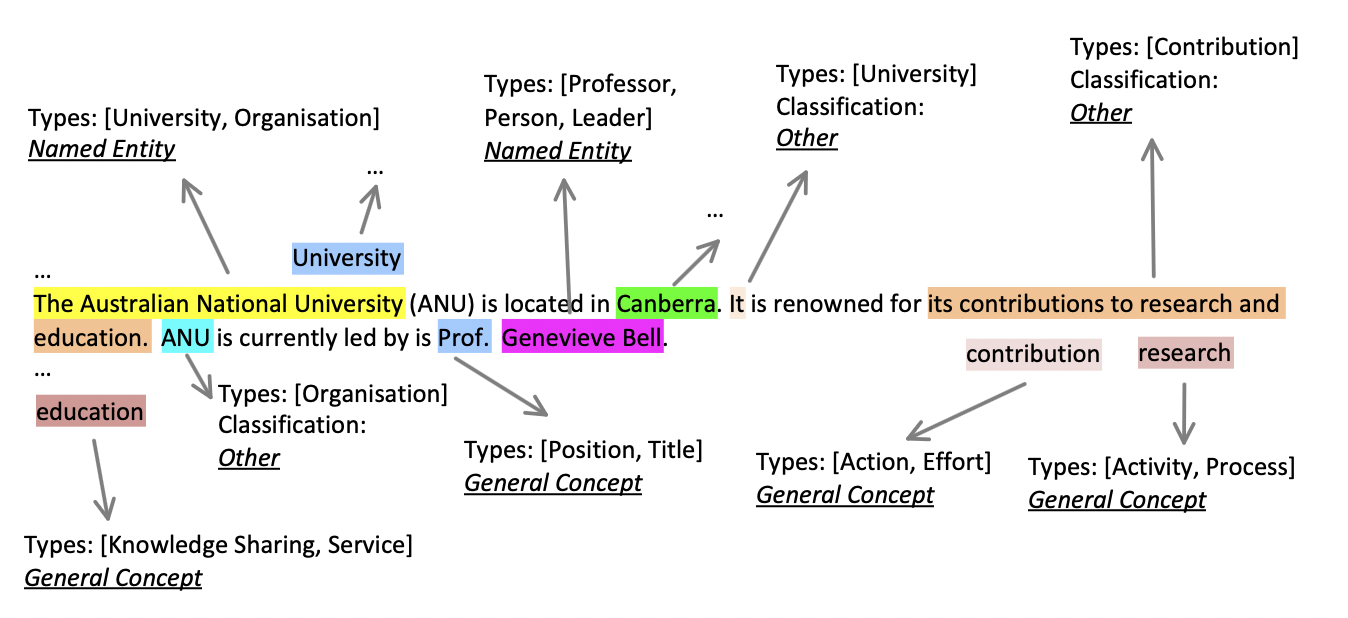 Types: [Contribution]
Classification:
Other
Types: [University]
Classification:
Other
Types: [Professor,
Person, Leader]
Named Entity
Types: [University, Organisation]
Named Entity
...
...
University
...
The Australian National University (ANU) is located in Canberra. It is renowned for its contributions to research and
education. ANU is currently led by is Prof. Genevieve Bell.
...
contribution
research
education
Types: [Organisation]
Classification:
Other
Types: [Position, Title]
General Concept
Types: [Action, Effort]
General Concept
Types: [Activity, Process]
General Concept
Types: [Knowledge Sharing, Service]
General Concept